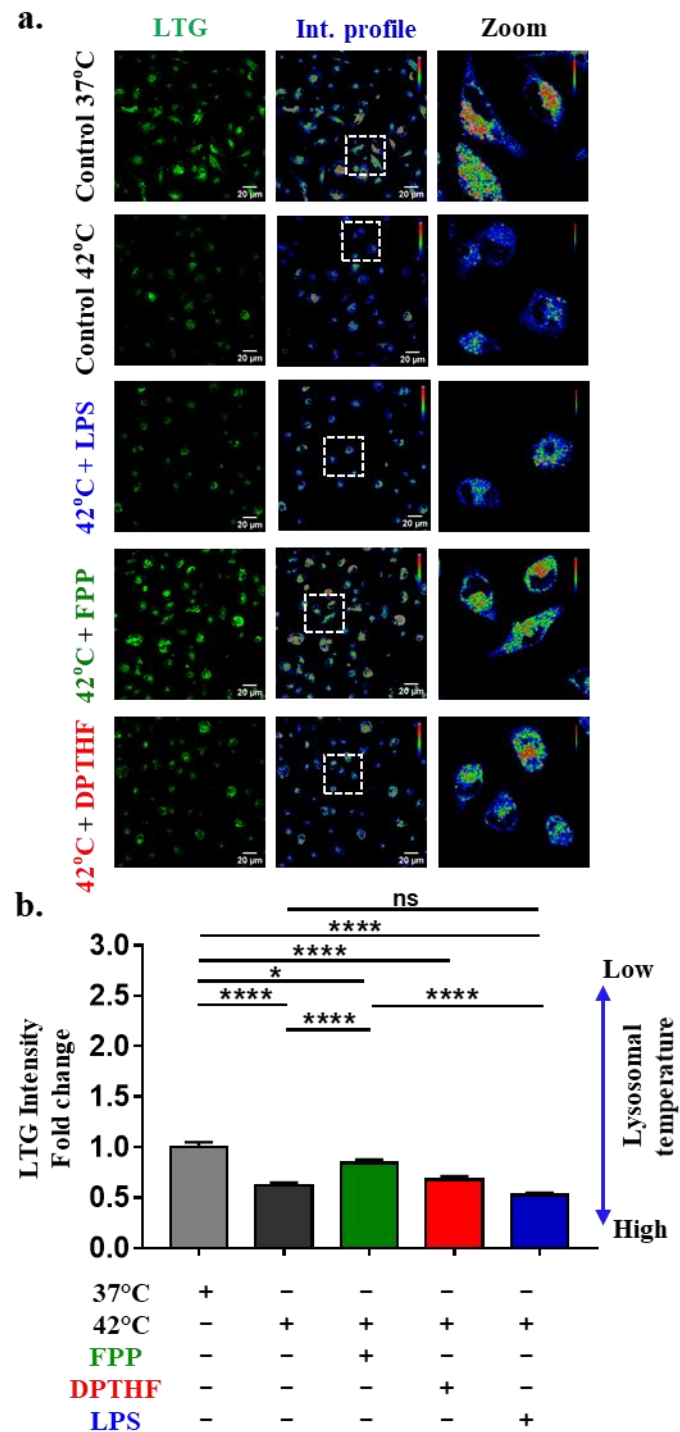 a.
LTG Int. profile Zoom
Control 37°C
20 µm 20 µm
Control 42°C
20 µm 20 µm
42°C + LPS
20 µm 20 µm
42°C + FPP
20 µm 20 µm
42°C + DPTHF
20 µm 20 µm
b.
ns
****
****
*
**** ****
****
LTG Intensity
Fold change
3.0
2.5
2.0
1.5
1.0
0.5
0.0
Low
Lysosomal
temperature
High
37°C + − − − −
42°C − + + + +
FPP − − + − −
DPTHF − − − + −
LPS − − − − +